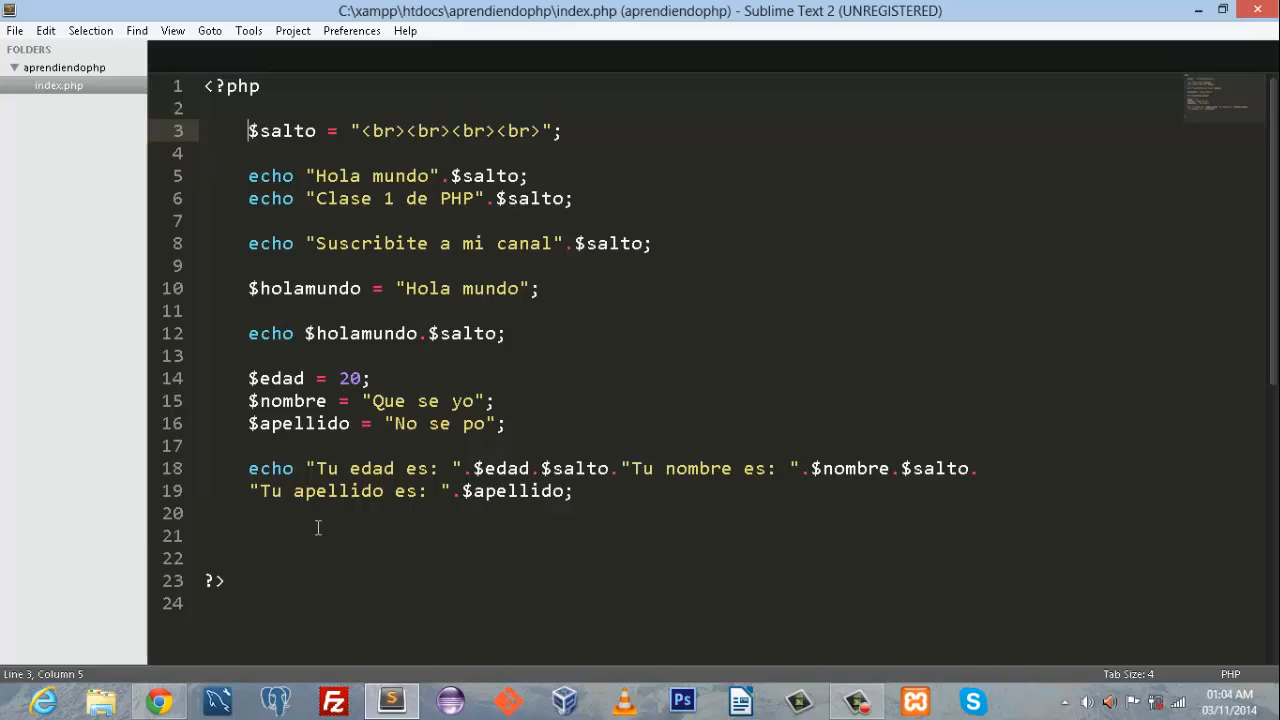 C:\xampp\htdocs\aprendiendophp\index.php (aprendiendophp) - Sublime Text 2 (UNREGISTERED)
File Edit Selection Find View Goto Tools Project Preferences Help
FOLDERS
aprendiendophp
index.php
1 <?php
2
3 $salto = "<br><br><br><br>";
4
5 echo "Hola mundo".$salto;
6 echo "Clase 1 de PHP".$salto;
7
8 echo "Suscribite a mi canal".$salto;
9
10 $holamundo = "Hola mundo";
11
12 echo $holamundo.$salto;
13
14 $edad = 20;
15 $nombre = "Que se yo";
16 $apellido = "No se po";
17
18 echo "Tu edad es: ".$edad.$salto."Tu nombre es: ".$nombre.$salto.
19 "Tu apellido es: ".$apellido;
20
21
22
23 ?>
24
Line 3, Column 5 Tab Size: 4 PHP
01:04 AM
03/11/2014